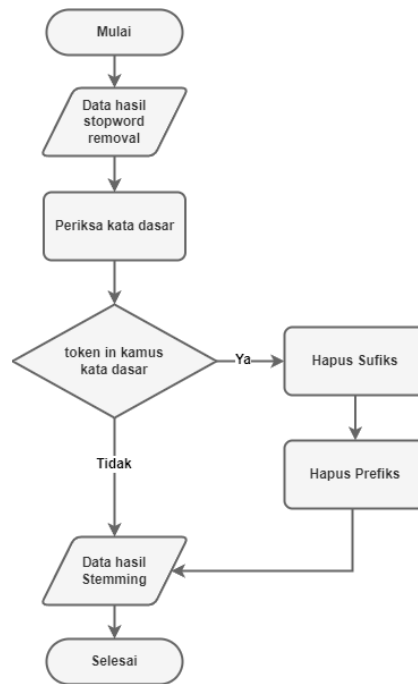 Mulai
Data hasil
stopword
removal
Periksa kata dasar
token in kamus
kata dasar
Ya
Hapus Sufiks
Hapus Prefiks
Tidak
Data hasil
Stemming
Selesai